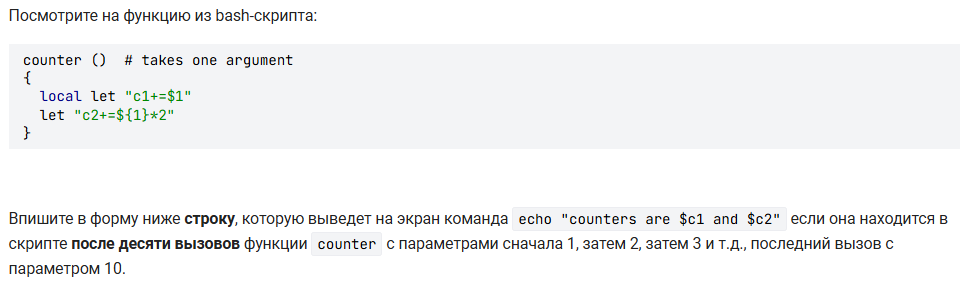 Посмотрите на функцию из bash-скрипта:
counter ()  # takes one argument
{
  local let "c1+=$1"
  let "c2+=${1}*2"
}
Впишите в форму ниже строку, которую выведет на экран команда echo "counters are $c1 and $c2" если она находится в
скрипте после десяти вызовов функции counter с параметрами сначала 1, затем 2, затем 3 и т.д., последний вызов с
параметром 10.